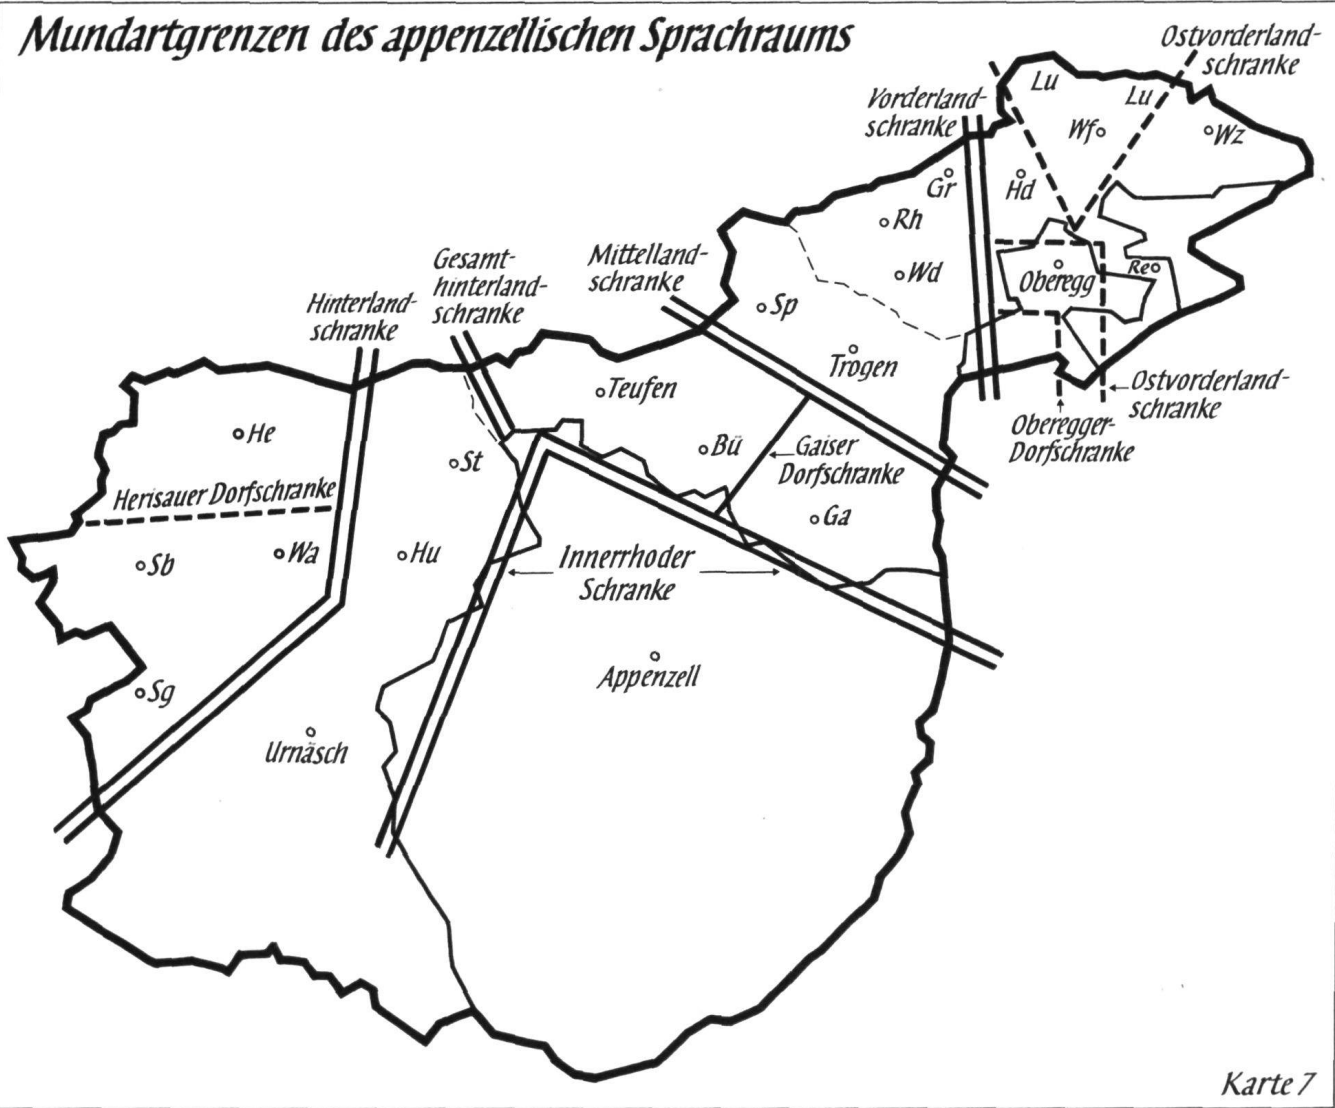 Mundartgrenzen des appenzellischen Sprachraums
Ostvorderland-
schranke
Vorderland-
schranke
Lu
Lu
Wf
Wz
Gr
Hd
Rh
Wd
Oberegg
Re
Mittelland-
schranke
Gesamt-
hinterland-
schranke
Hinterland-
schranke
Sp
Trogen
Teufen
Ostvorderland-
schranke
Oberegger-
Dorfschranke
He
St
Bü
Gaiser
Dorfschranke
Herisauer Dorfschranke
Ga
Sb
Wa
Hu
Innerrhoder
Schranke
Appenzell
Sg
Urnäsch
Karte 7